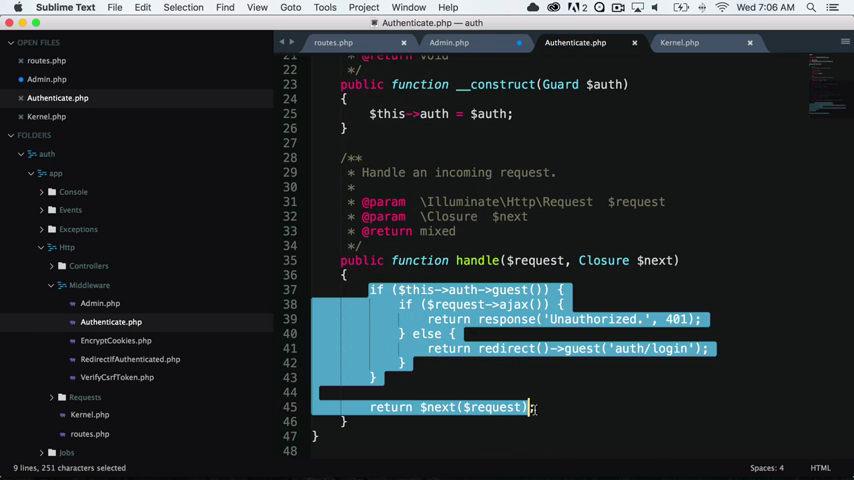 Sublime Text File Edit Selection Find View Goto Tools Project Window Help Wed 7:06 AM
Authenticate.php — auth
OPEN FILES
routes.php
Admin.php
Authenticate.php
Kernel.php
FOLDERS
auth
app
Console
Events
Exceptions
Http
Controllers
Middleware
Admin.php
Authenticate.php
EncryptCookies.php
RedirectIfAuthenticated.php
VerifyCsrfToken.php
Requests
Kernel.php
routes.php
Jobs
routes.php Admin.php Authenticate.php Kernel.php
21 * @return void
22 */
23 public function __construct(Guard $auth)
24 {
25 $this->auth = $auth;
26 }
27
28 /**
29 * Handle an incoming request.
30 *
31 * @param \Illuminate\Http\Request $request
32 * @param \Closure $next
33 * @return mixed
34 */
35 public function handle($request, Closure $next)
36 {
37 if ($this->auth->guest()) {
38 if ($request->ajax()) {
39 return response('Unauthorized.', 401);
40 } else {
41 return redirect()->guest('auth/login');
42 }
43 }
44
45 return $next($request);
46 }
47 }
48
9 lines, 251 characters selected Spaces: 4 HTML